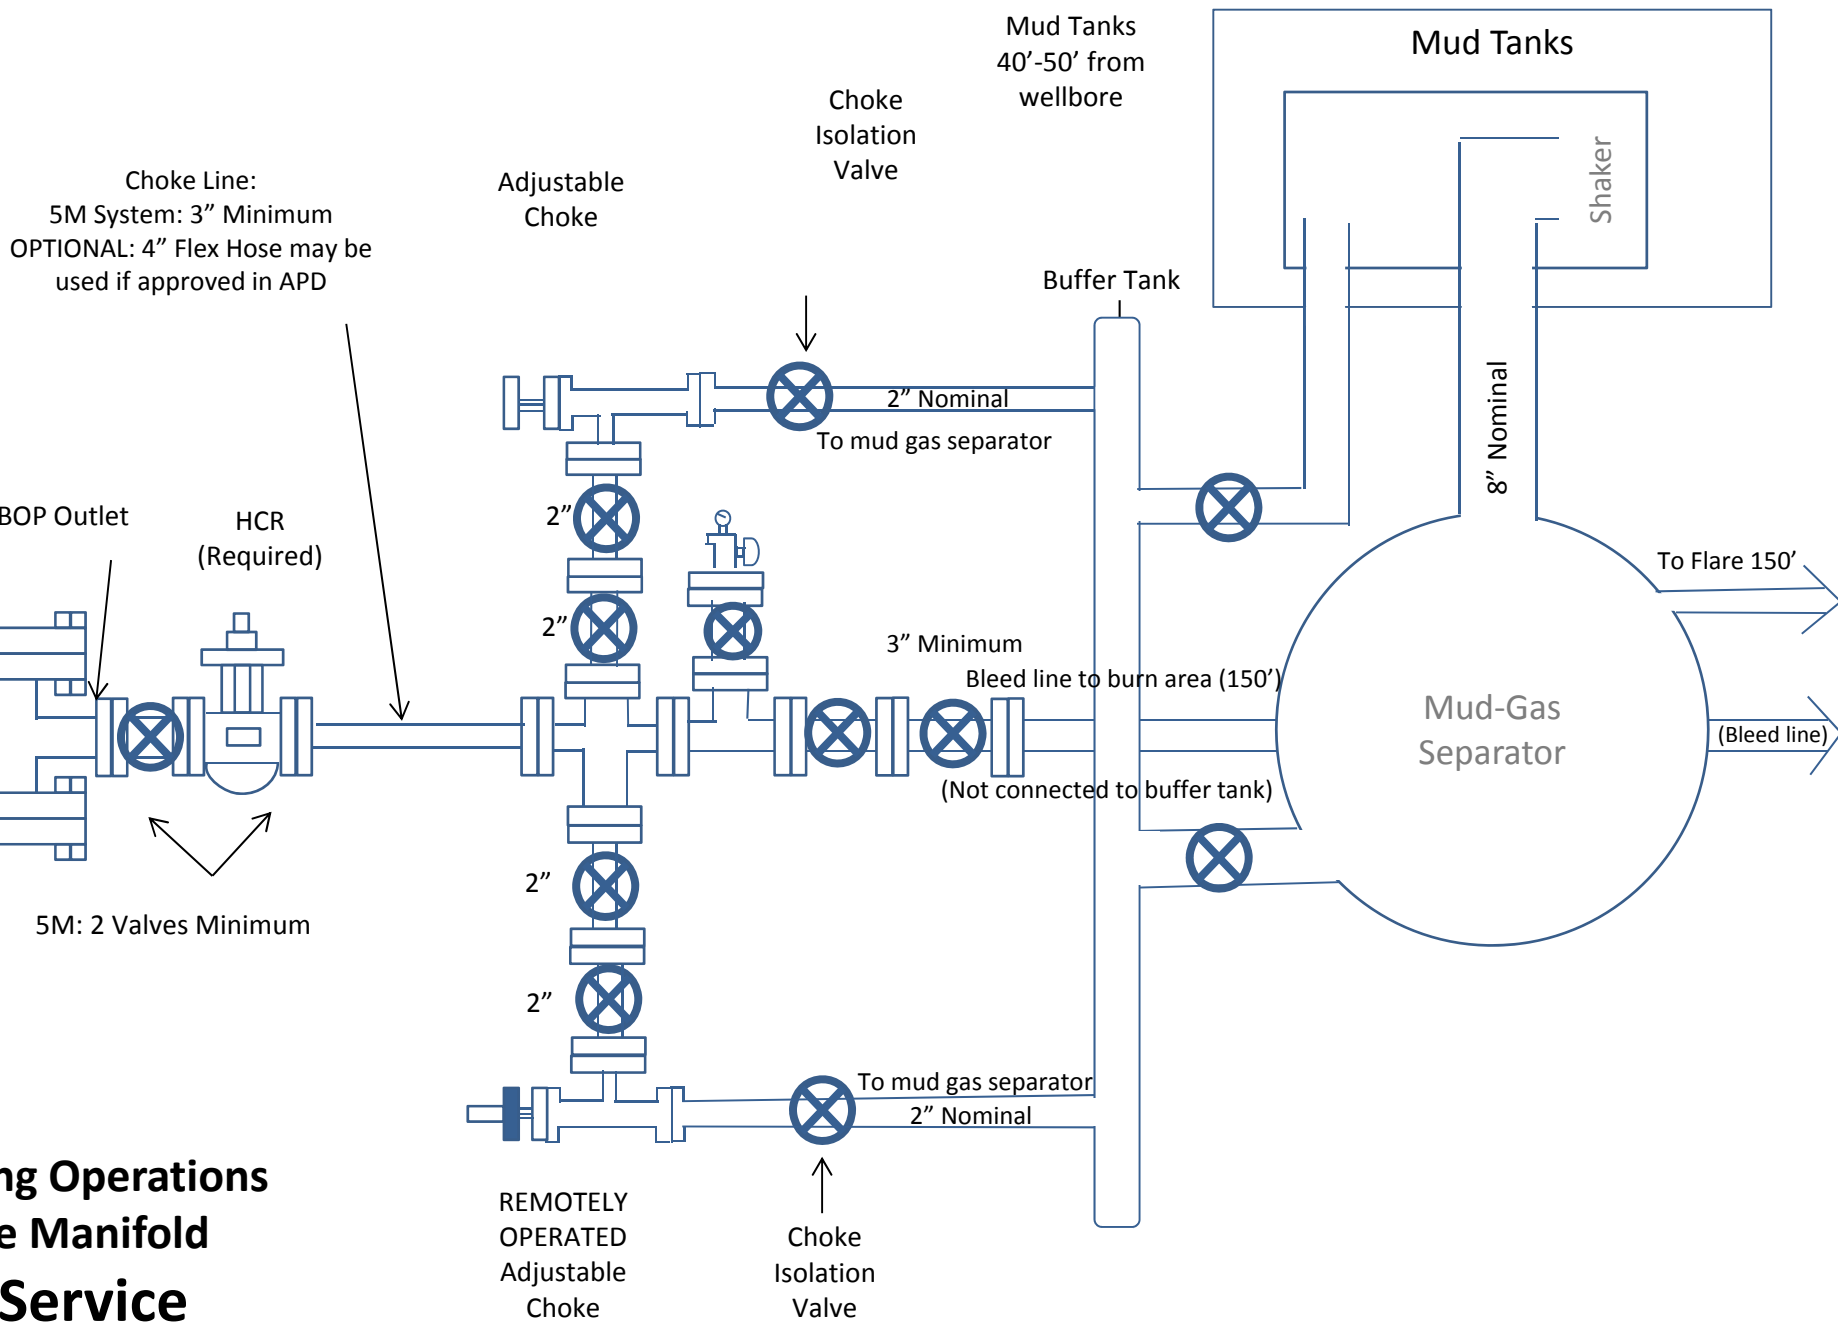 Mud Tanks
40’-50’ from
wellbore
Mud Tanks
Choke
Isolation
Valve
Shaker
Choke Line:
5M System: 3” Minimum
OPTIONAL: 4” Flex Hose may be
used if approved in APD
Adjustable
Choke
Buffer Tank
2” Nominal
To mud gas separator
8” Nominal
BOP Outlet
HCR
(Required)
2”
2”
To Flare 150’
3” Minimum
Bleed line to burn area (150’)
Mud-Gas
Separator
(Bleed line)
(Not connected to buffer tank)
2”
5M: 2 Valves Minimum
2”
To mud gas separator
2” Nominal
ng Operations
e Manifold
Service
REMOTELY
OPERATED
Adjustable
Choke
Choke
Isolation
Valve